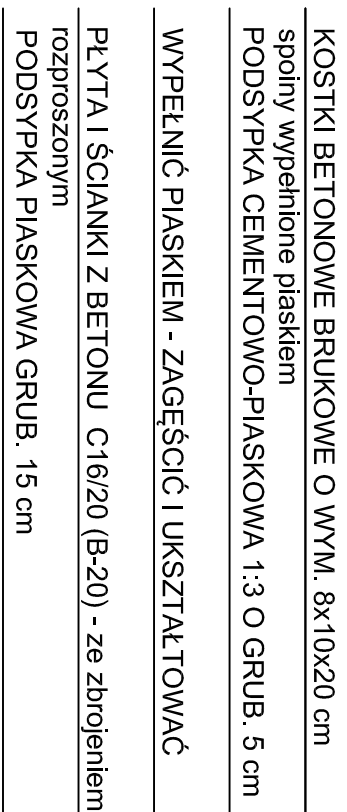 KOSTKI BETONOWE BRUKOWE O WYM. 8x10x20 cm
spoiny wypełnione piaskiem
PODSYPKA CEMENTOWO-PIASKOWA 1:3 O GRUB. 5 cm
WYPEŁNIĆ PIASKIEM - ZAGĘŚCIĆ I UKSZTAŁTOWAĆ
PŁYTA I ŚCIANKI Z BETONU C16/20 (B-20) - ze zbrojeniem
rozproszonym
PODSYPKA PIASKOWA GRUB. 15 cm